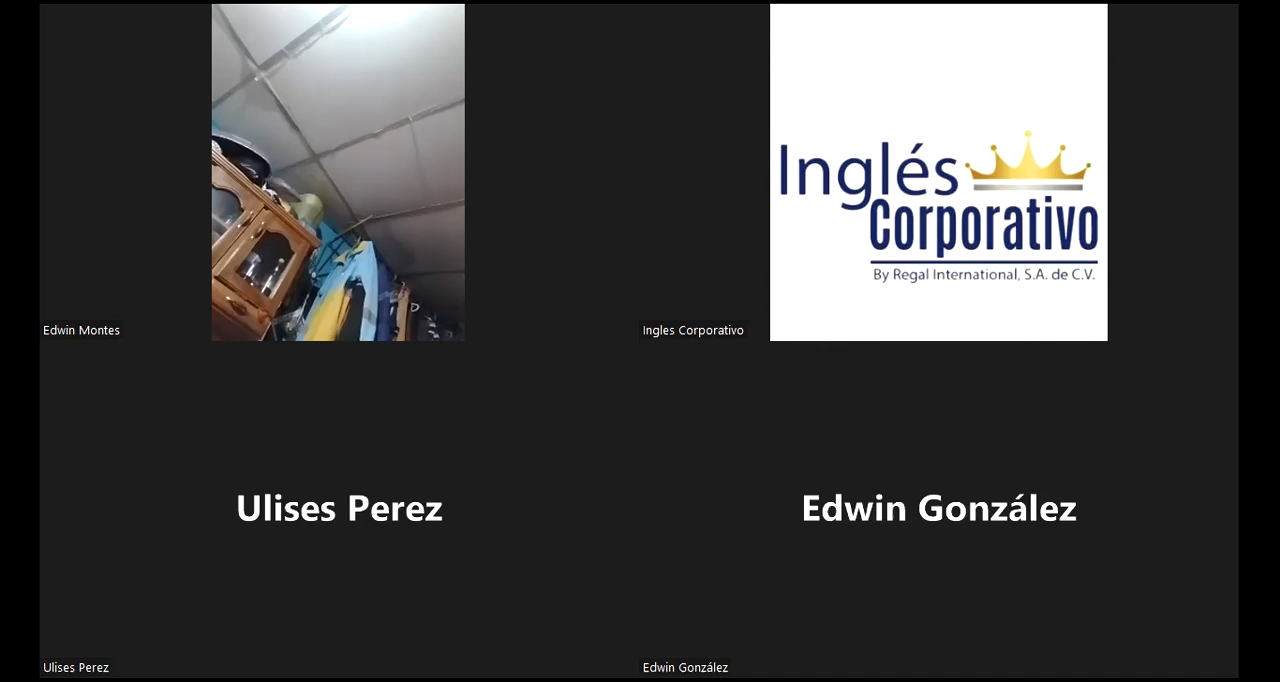 Inglés
Corporativo
By Regal International, S.A. de C.V.
Edwin Montes
Ingles Corporativo
Ulises Perez
Edwin González
Ulises Perez
Edwin González